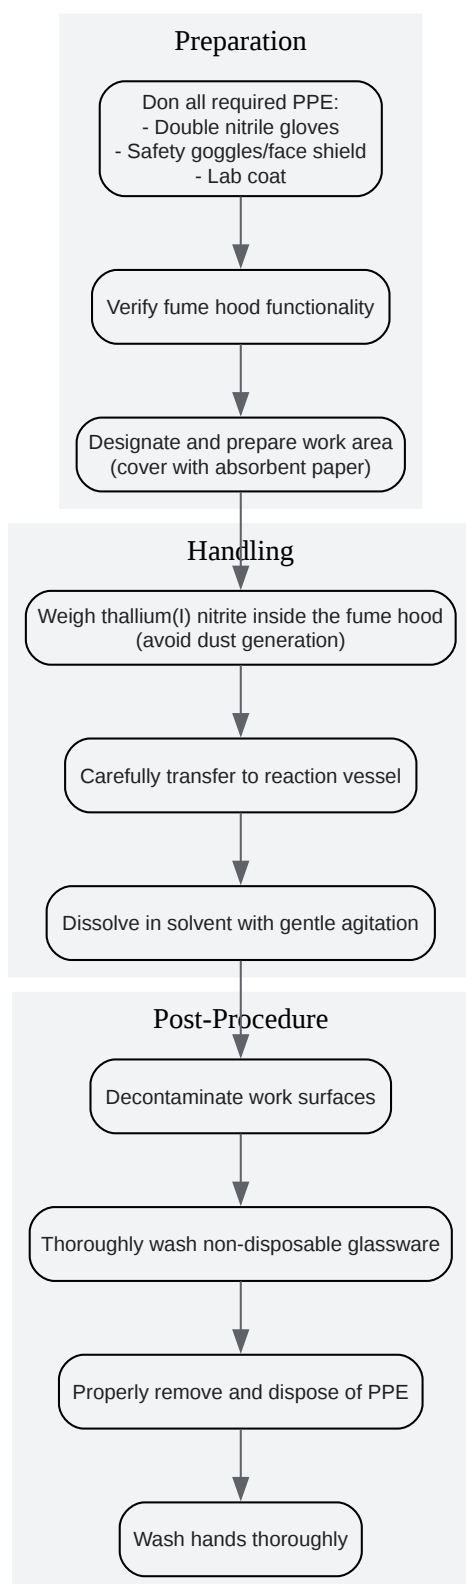 Preparation
Don all required PPE:
- Double nitrile gloves
- Safety goggles/face shield
- Lab coat
Verify fume hood functionality
Designate and prepare work area
(cover with absorbent paper)
Handling
Weigh thallium(I) nitrite inside the fume hood
(avoid dust generation)
Carefully transfer to reaction vessel
Dissolve in solvent with gentle agitation
Post-Procedure
Decontaminate work surfaces
Thoroughly wash non-disposable glassware
Properly remove and dispose of PPE
Wash hands thoroughly